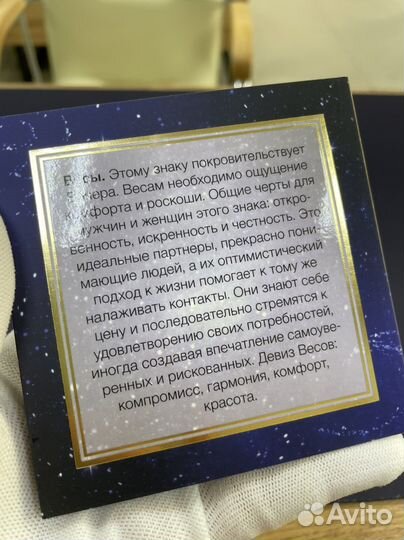 Весы. Этому знаку покровительствует
Венера. Весам необходимо ощущение
комфорта и роскоши. Общие черты для
мужчин и женщин этого знака: откро-
венность, искренность и честность. Это
идеальные партнеры, прекрасно пони-
мающие людей, а их оптимистический
подход к жизни помогает к тому же
налаживать контакты. Они знают себе
цену и последовательно стремятся к
удовлетворению своих потребностей,
иногда создавая впечатление самоуве-
ренных и рискованных. Девиз Весов:
компромисс, гармония, комфорт,
красота.
Avito